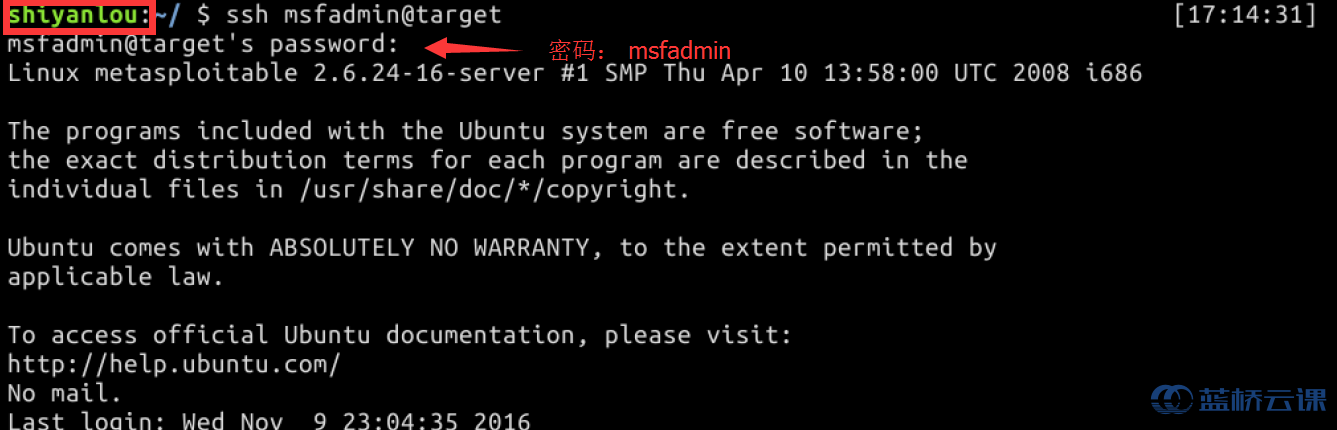 shiyanlou:~/ $ ssh msfadmin@target [17:14:31]
msfadmin@target's password: 密码： msfadmin
Linux metasploitable 2.6.24-16-server #1 SMP Thu Apr 10 13:58:00 UTC 2008 i686
The programs included with the Ubuntu system are free software;
the exact distribution terms for each program are described in the
individual files in /usr/share/doc/*/copyright.
Ubuntu comes with ABSOLUTELY NO WARRANTY, to the extent permitted by
applicable law.
To access official Ubuntu documentation, please visit:
http://help.ubuntu.com/
No mail.
Last login: Wed Nov  9 23:04:35 2016
蓝桥云课